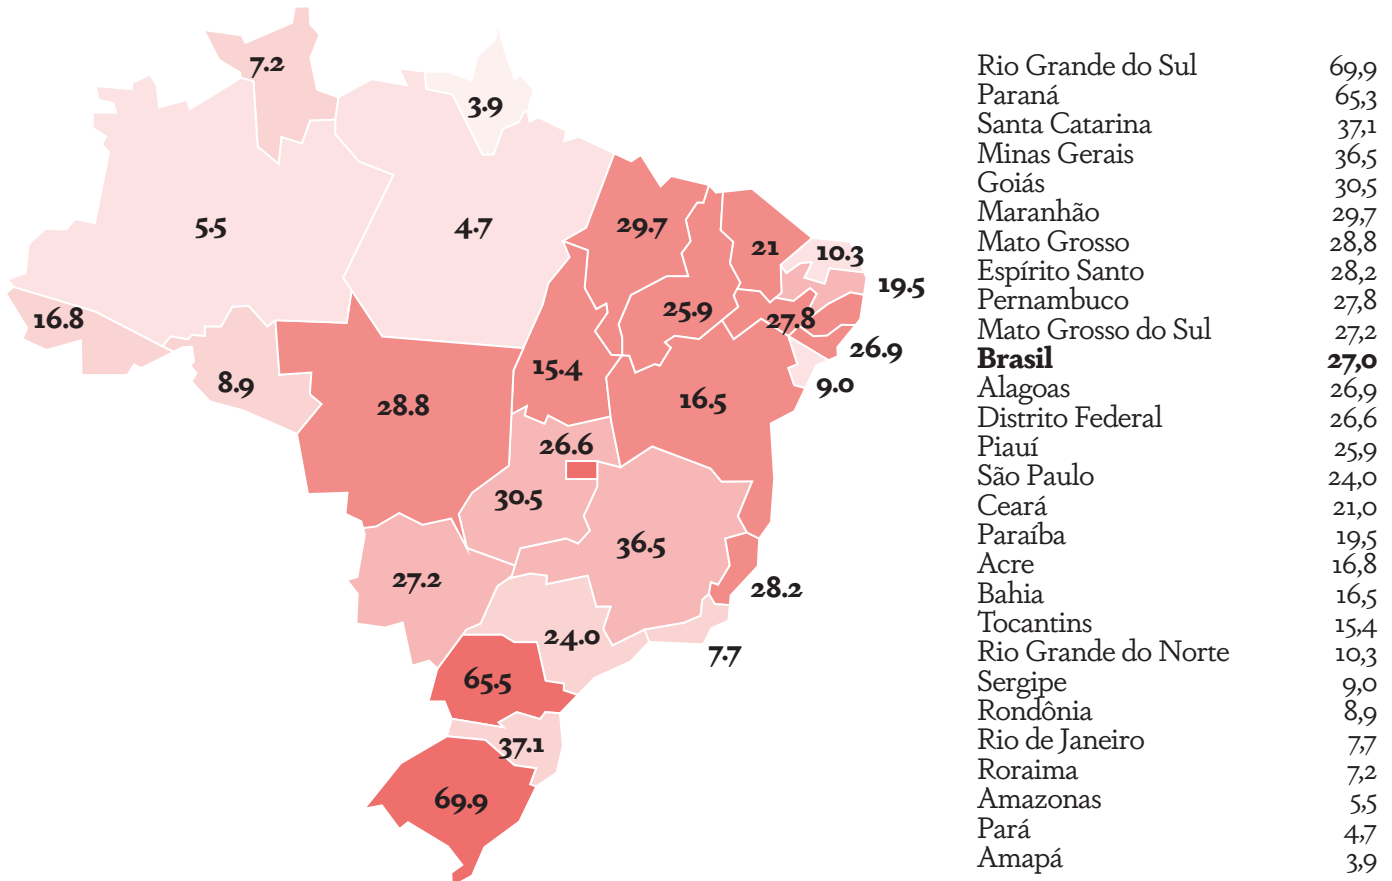 7.2
3.9
5.5
4.7
29.7
21
10.3
19.5
16.8
25.9
27.8
26.9
8.9
28.8
15.4
16.5
9.0
26.6
30.5
36.5
27.2
28.2
24.0
7.7
65.5
37.1
69.9
Rio Grande do Sul 69,9
Paraná 65,3
Santa Catarina 37,1
Minas Gerais 36,5
Goiás 30,5
Maranhão 29,7
Mato Grosso 28,8
Espírito Santo 28,2
Pernambuco 27,8
Mato Grosso do Sul 27,2
Brasil 27,0
Alagoas 26,9
Distrito Federal 26,6
Piauí 25,9
São Paulo 24,0
Ceará 21,0
Paraíba 19,5
Acre 16,8
Bahia 16,5
Tocantins 15,4
Rio Grande do Norte 10,3
Sergipe 9,0
Rondônia 8,9
Rio de Janeiro 7,7
Roraima 7,2
Amazonas 5,5
Pará 4,7
Amapá 3,9